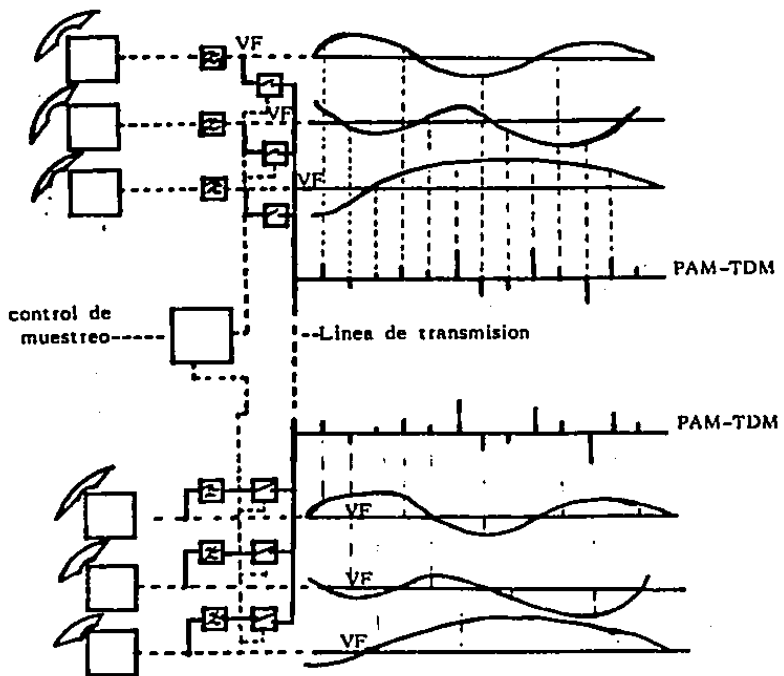 VF
VF
VF
PAM-TDM
control de
muestreo
Linea de transmision
PAM-TDM
VF
VF
VF